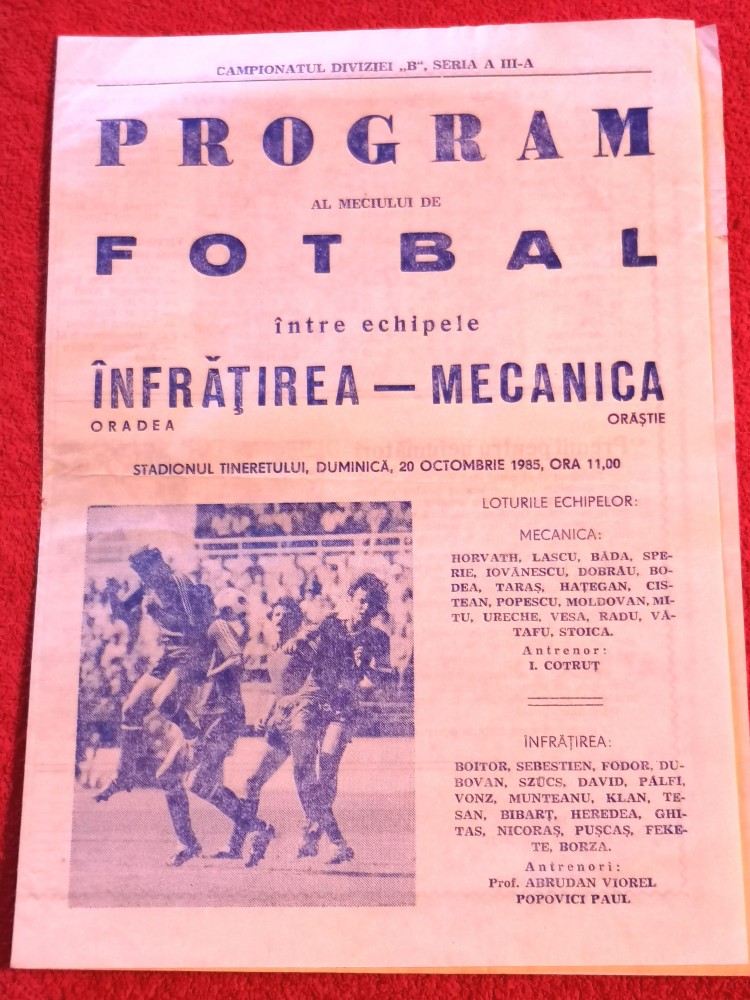 CAMPIONATUL DIVIZIEI „B“, SERIA A III-A
PROGRAM
AL MECIULUI DE
FOTBAL
între echipele
ÎNFRĂŢIREA — MECANICA
ORADEA ORĂŞTIE
STADIONUL TINERETULUI, DUMINICĂ, 20 OCTOMBRIE 1985, ORA 11,00
LOTURILE ECHIPELOR:
MECANICA:
HORVATH, LASCU, BĂDA, SPE-
RIE, IOVĂNESCU, DOBRĂU, BO-
DEA, TARAŞ, HAŢEGAN, CIS-
TEAN, POPESCU, MOLDOVAN, MI-
TU, URECHE, VESA, RADU, VĂ-
TAFU, STOICA.
Antrenor:
I. COTRUŢ
ÎNFRĂŢIREA:
BOITOR, SEBESTIEN, FODOR, DU-
BOVAN, SZÜCS, DAVID, PÁLFI,
VONZ, MUNTEANU, KLAN, TE-
SAN, BIBARŢ, HEREDEA, GHI-
TAS, NICORAŞ, PUŞCAŞ, FEKE-
TE, BORZA.
Antrenori:
Prof. ABRUDAN VIOREL
POPOVICI PAUL